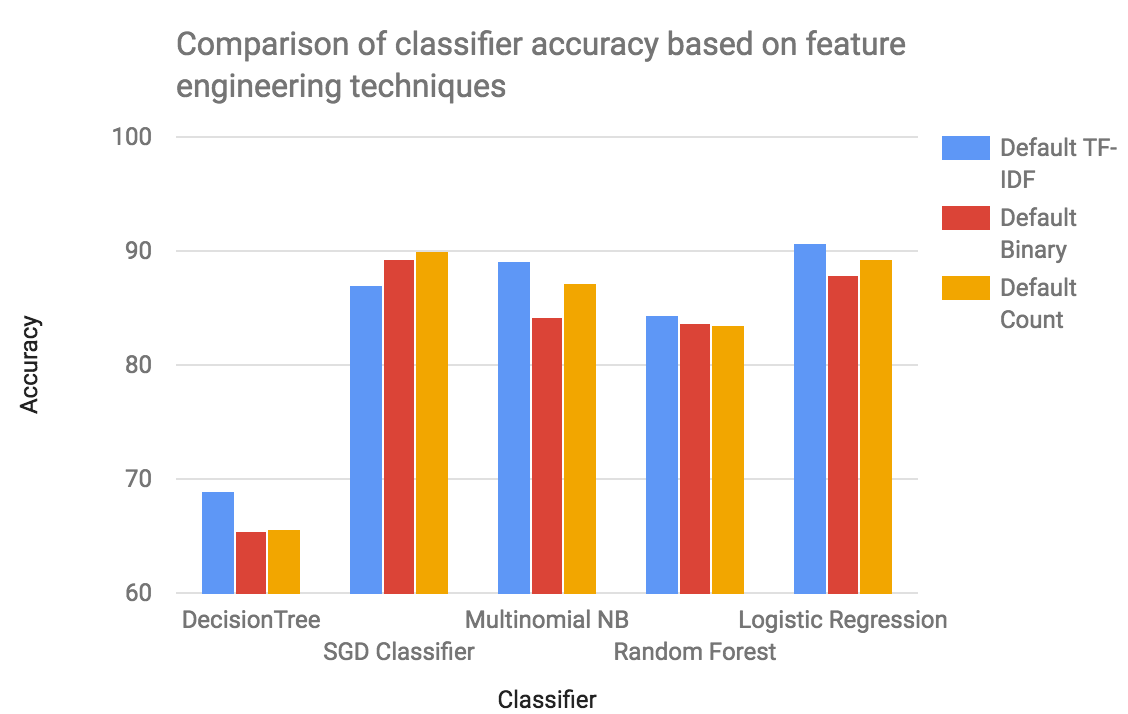 Comparison of classifier accuracy based on feature
engineering techniques
100
90
80
70
60
Accuracy
DecisionTree
SGD Classifier
Multinomial NB
Random Forest
Logistic Regression
Classifier
Default TF-
IDF
Default
Binary
Default
Count